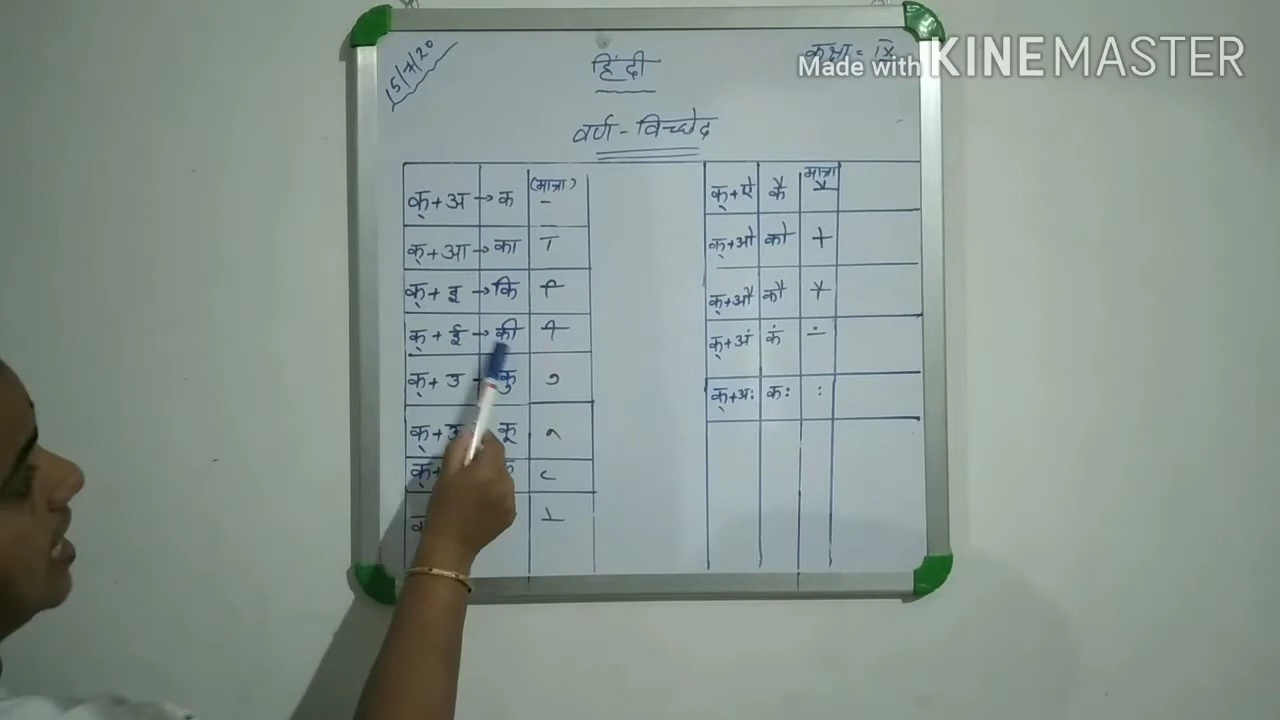 15/7/20
हिंदी
कक्षा = IX
Made with KINEMASTER
वर्ण - विच्छेद
(मात्रा)
क् + अ → क -
क् + आ → का ा
क् + इ → कि ि
क् + ई → की ी
क् + उ - कु ु
क् + कू ू
क् + ृ
े
मात्रा
क् + ऐ कै ै
क् + ओ को ो
क् + औ कौ ौ
क् + अं कं ं
क् + अः कः ः